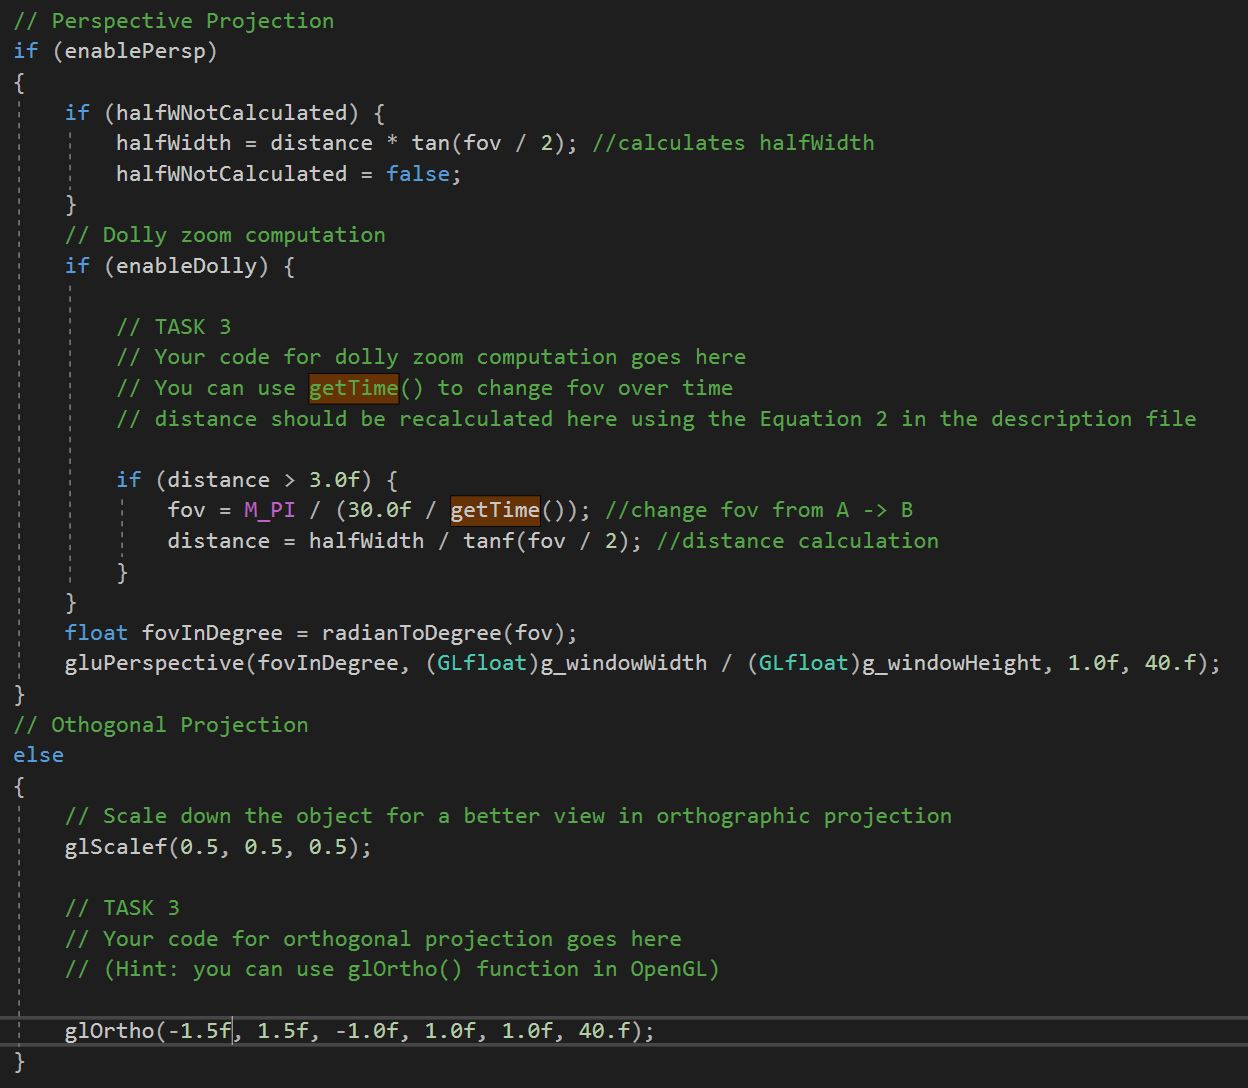 // Perspective Projection
if (enablePersp)
{
    if (halfWNotCalculated) {
        halfWidth = distance * tan(fov / 2); //calculates halfWidth
        halfWNotCalculated = false;
    }
    // Dolly zoom computation
    if (enableDolly) {

        // TASK 3
        // Your code for dolly zoom computation goes here
        // You can use getTime() to change fov over time
        // distance should be recalculated here using the Equation 2 in the description file

        if (distance > 3.0f) {
            fov = M_PI / (30.0f / getTime()); //change fov from A -> B
            distance = halfWidth / tanf(fov / 2); //distance calculation
        }
    }
    float fovInDegree = radianToDegree(fov);
    gluPerspective(fovInDegree, (GLfloat)g_windowWidth / (GLfloat)g_windowHeight, 1.0f, 40.f);
}
// Othogonal Projection
else
{
    // Scale down the object for a better view in orthographic projection
    glScalef(0.5, 0.5, 0.5);

    // TASK 3
    // Your code for orthogonal projection goes here
    // (Hint: you can use glOrtho() function in OpenGL)

    glOrtho(-1.5f, 1.5f, -1.0f, 1.0f, 1.0f, 40.f);
}